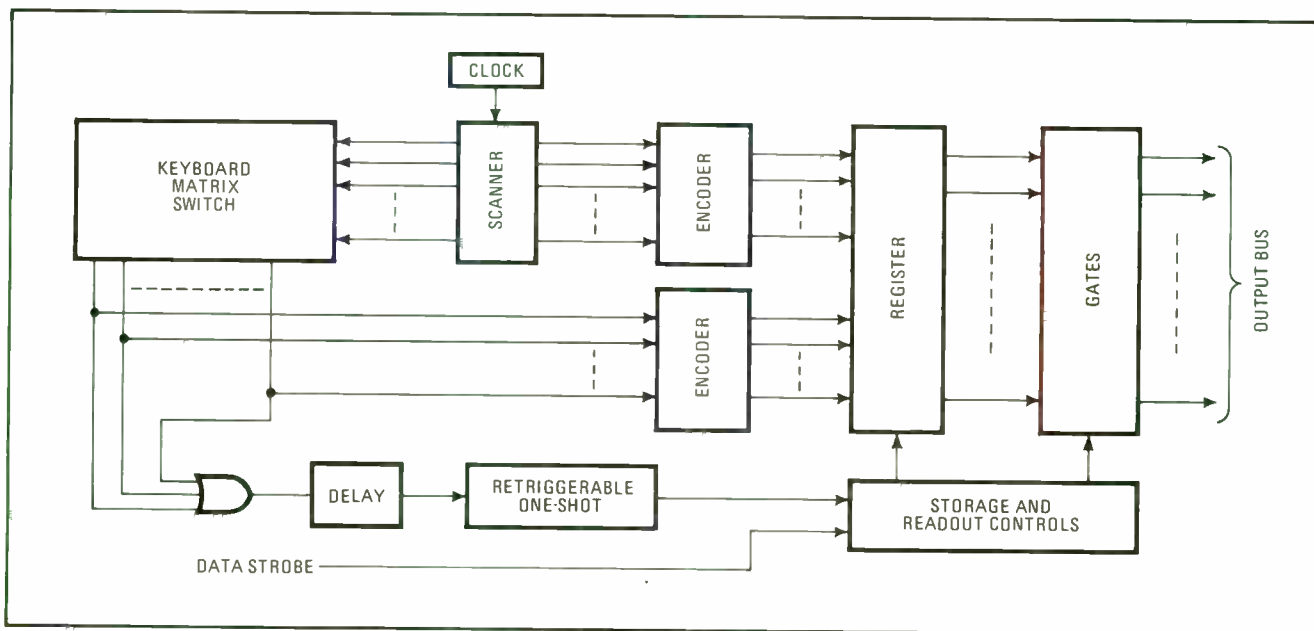 CLOCK
KEYBOARD
MATRIX
SWITCH
SCANNER
ENCODER
REGISTER
GATES
OUTPUT BUS
ENCODER
DELAY
RETRIGGERABLE
ONE-SHOT
STORAGE AND
READOUT CONTROLS
DATA STROBE